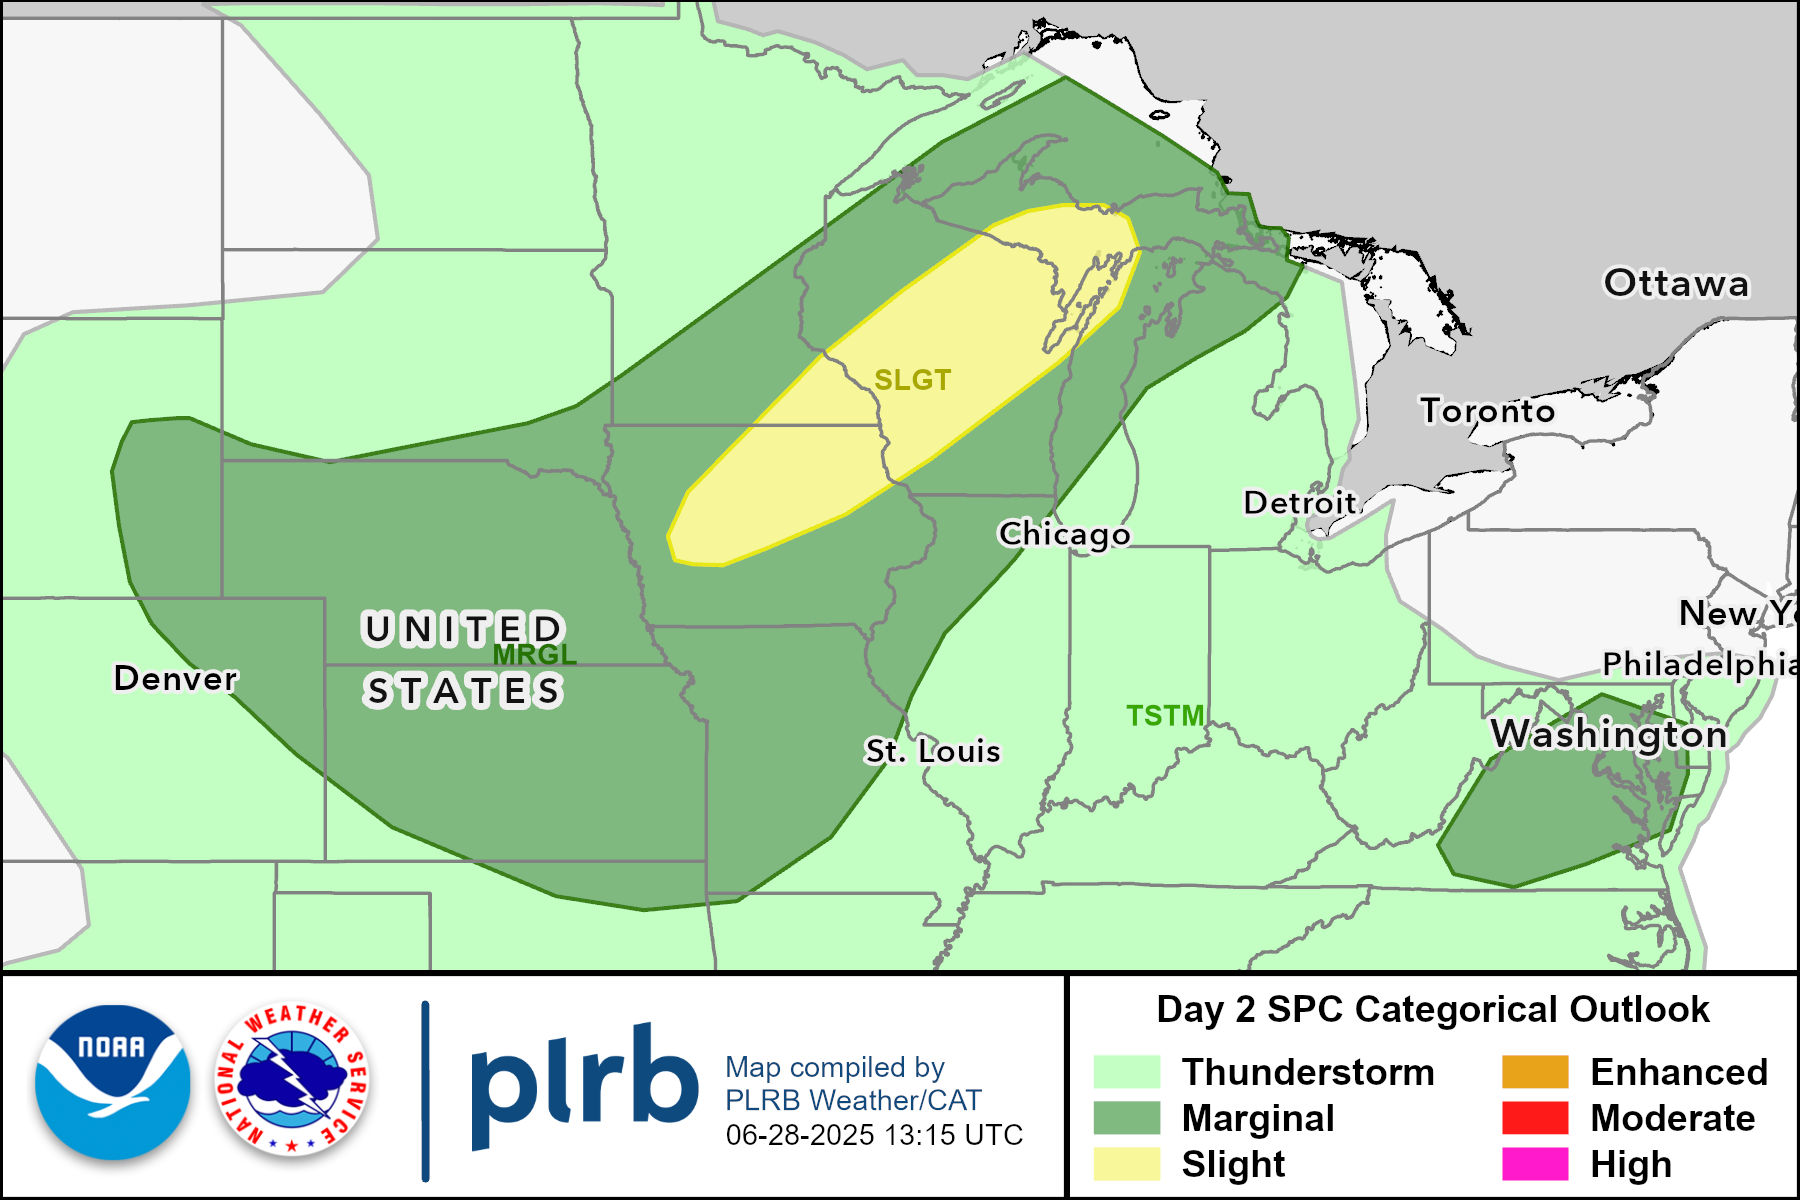 Ottawa
SLGT
Toronto
Detroit
Chicago
New Y
UNITED
MRGL
STATES
Denver
Philadelphia
TSTM
Washington
St. Louis
NOAA
NATIONAL WEATHER SERVICE
plrb
Map compiled by
PLRB Weather/CAT
06-28-2025 13:15 UTC
Day 2 SPC Categorical Outlook
Thunderstorm
Marginal
Slight
Enhanced
Moderate
High